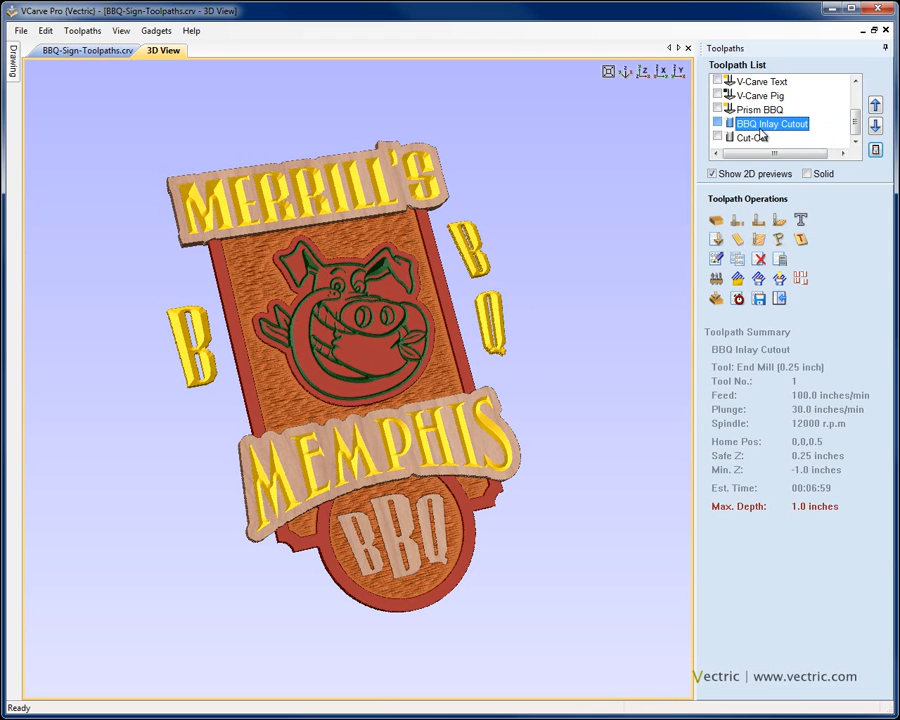 VCarve Pro (Vectric) - [BBQ-Sign-Toolpaths.crv - 3D View]
File Edit Toolpaths View Gadgets Help
BBQ-Sign-Toolpaths.crv 3D View
Drawing
MERRILL'S
B
B
Q
MEMPHIS
BBQ
Toolpaths
Toolpath List
V-Carve Text
V-Carve Pig
Prism BBQ
BBQ Inlay Cutout
Show 2D previews Solid
Toolpath Operations
Toolpath Summary
BBQ Inlay Cutout
Tool: End Mill (0.25 inch)
Tool No.: 1
Feed: 100.0 inches/min
Plunge: 30.0 inches/min
Spindle: 12000 r.p.m
Home Pos: 0,0,0.5
Safe Z: 0.25 inches
Min. Z: -1.0 inches
Est. Time: 00:06:59
Max. Depth: 1.0 inches
Vectric | www.vectric.com
Ready